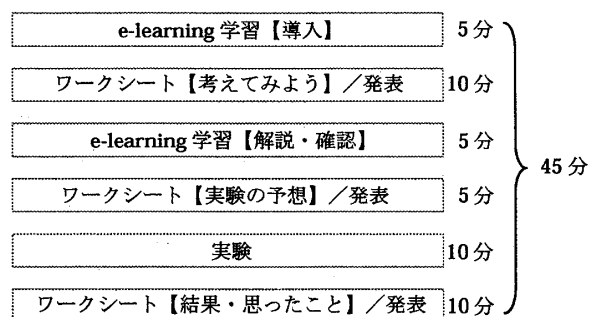 e-learning 学習【導入】 5分
ワークシート【考えてみよう】／発表 10分
e-learning 学習【解説・確認】 5分
ワークシート【実験の予想】／発表 5分
45分
実験 10分
ワークシート【結果・思ったこと】／発表 10分